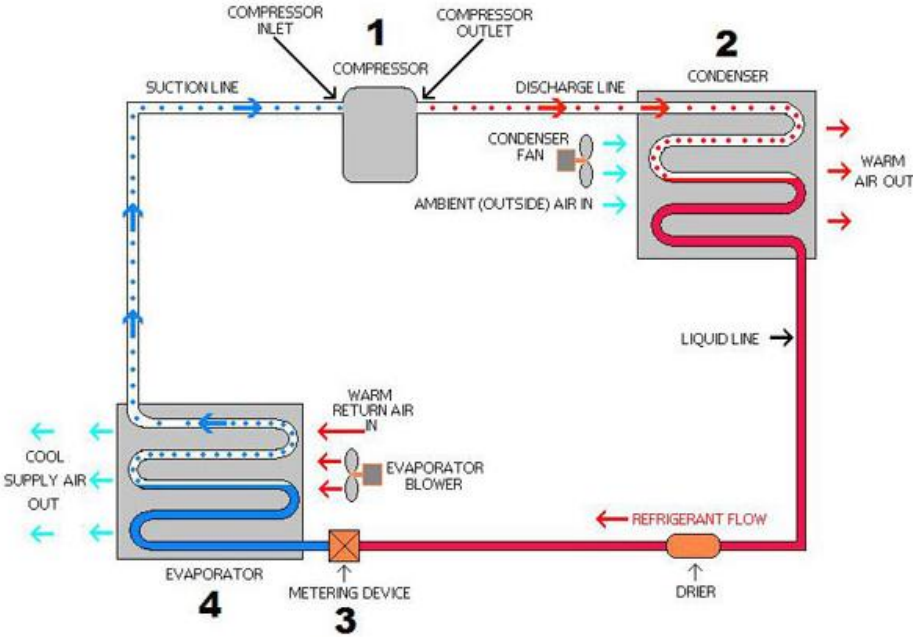 COMPRESSOR
INLET
1
COMPRESSOR
OUTLET
2
COMPRESSOR
CONDENSER
SUCTION LINE
DISCHARGE LINE
CONDENSER
FAN
WARM
AIR OUT
AMBIENT (OUTSIDE) AIR IN
LIQUID LINE
WARM
RETURN AIR
IN
COOL
SUPPLY AIR
OUT
EVAPORATOR
BLOWER
REFRIGERANT FLOW
EVAPORATOR
4
METERING DEVICE
3
DRIER